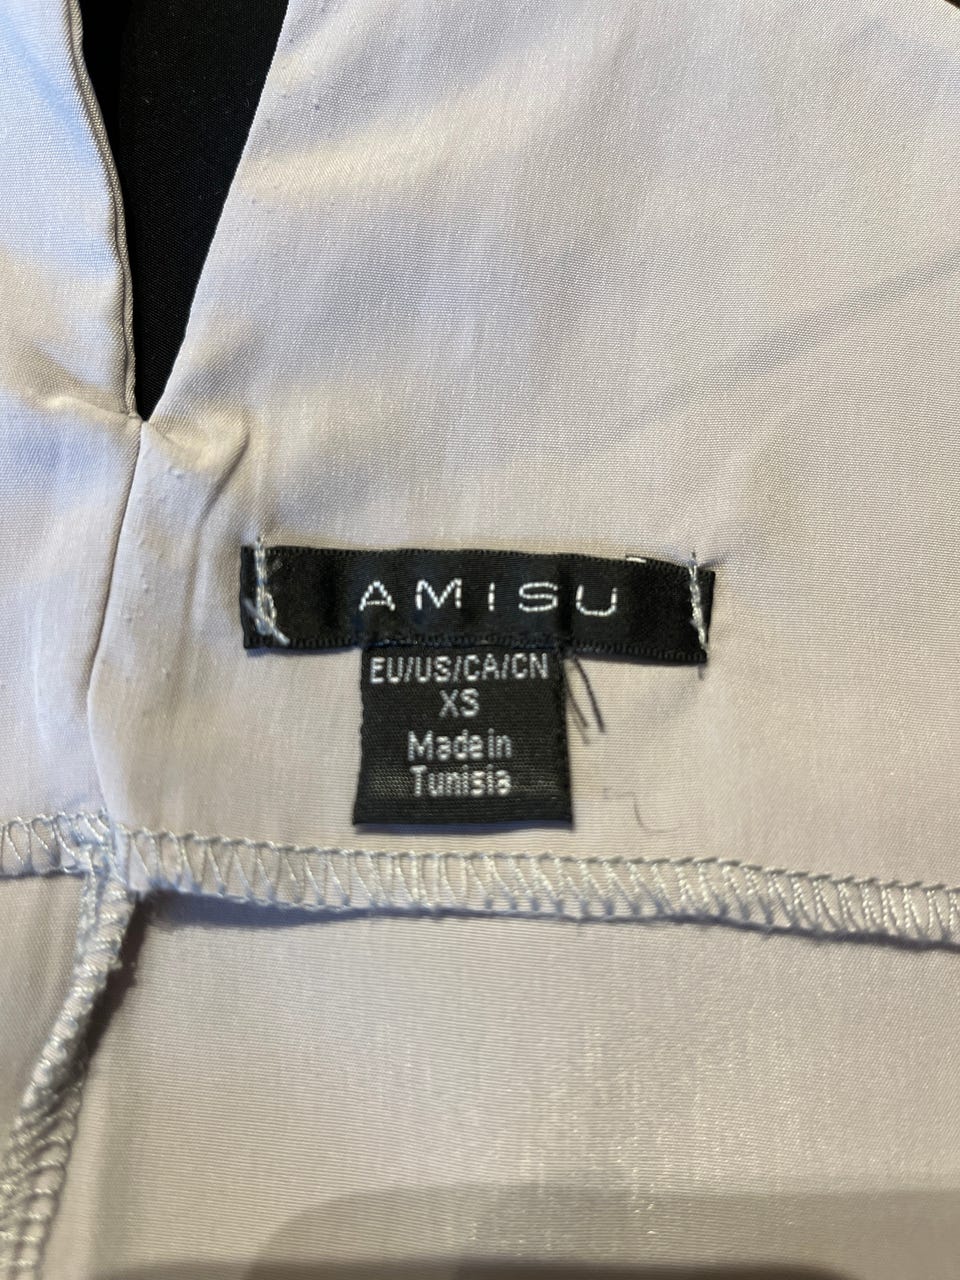 AMISU
EU/US/CA/CN
XS
Made in
Tunisia